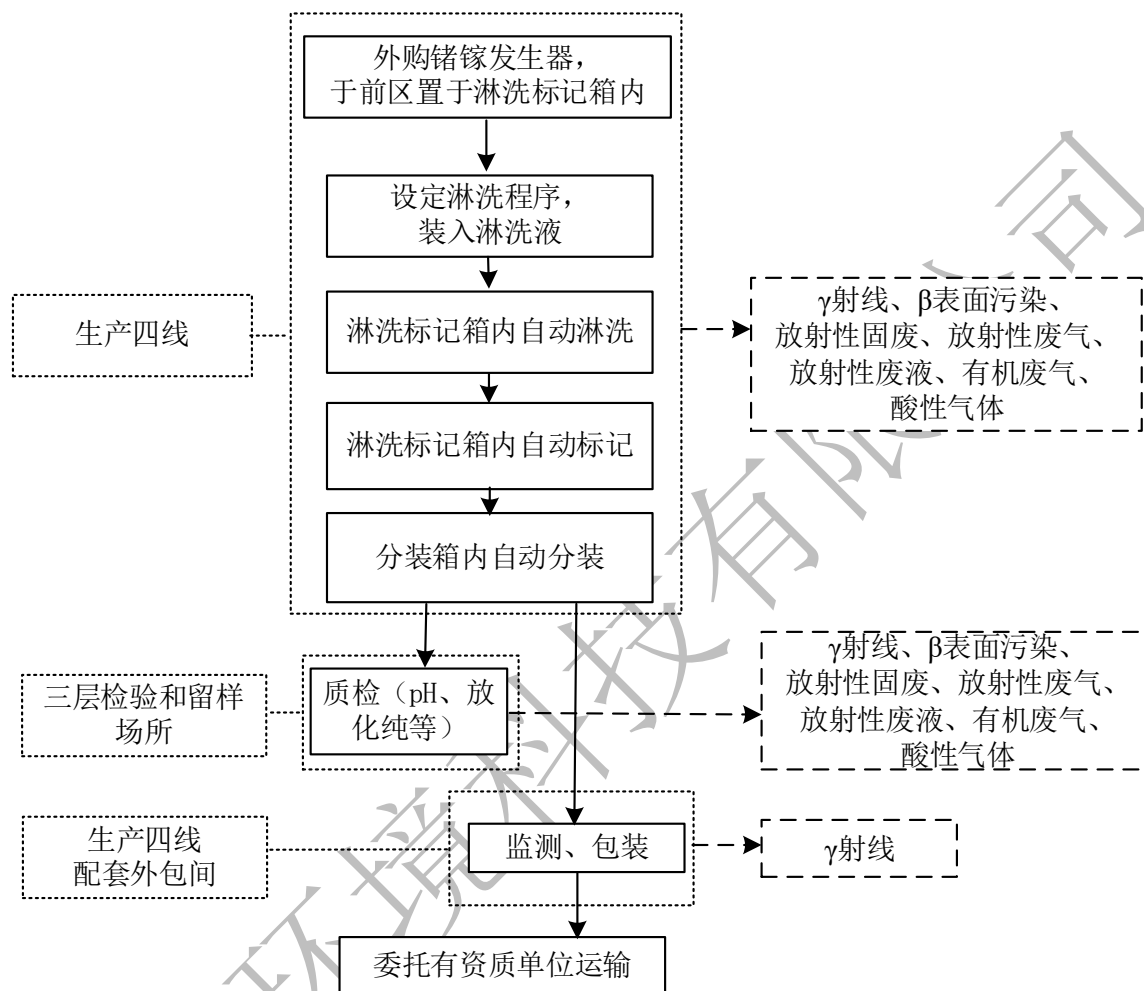 外购锗镓发生器,
于前区置于淋洗标记箱内
设定淋洗程序,
装入淋洗液
生产四线
淋洗标记箱内自动淋洗
γ射线、β表面污染、
放射性固废、放射性废气、
放射性废液、有机废气、
酸性气体
淋洗标记箱内自动标记
分装箱内自动分装
三层检验和留样
场所
质检（pH、放
化纯等）
γ射线、β表面污染、
放射性固废、放射性废气、
放射性废液、有机废气、
酸性气体
生产四线
配套外包间
监测、包装
γ射线
委托有资质单位运输
环境科技有限公司